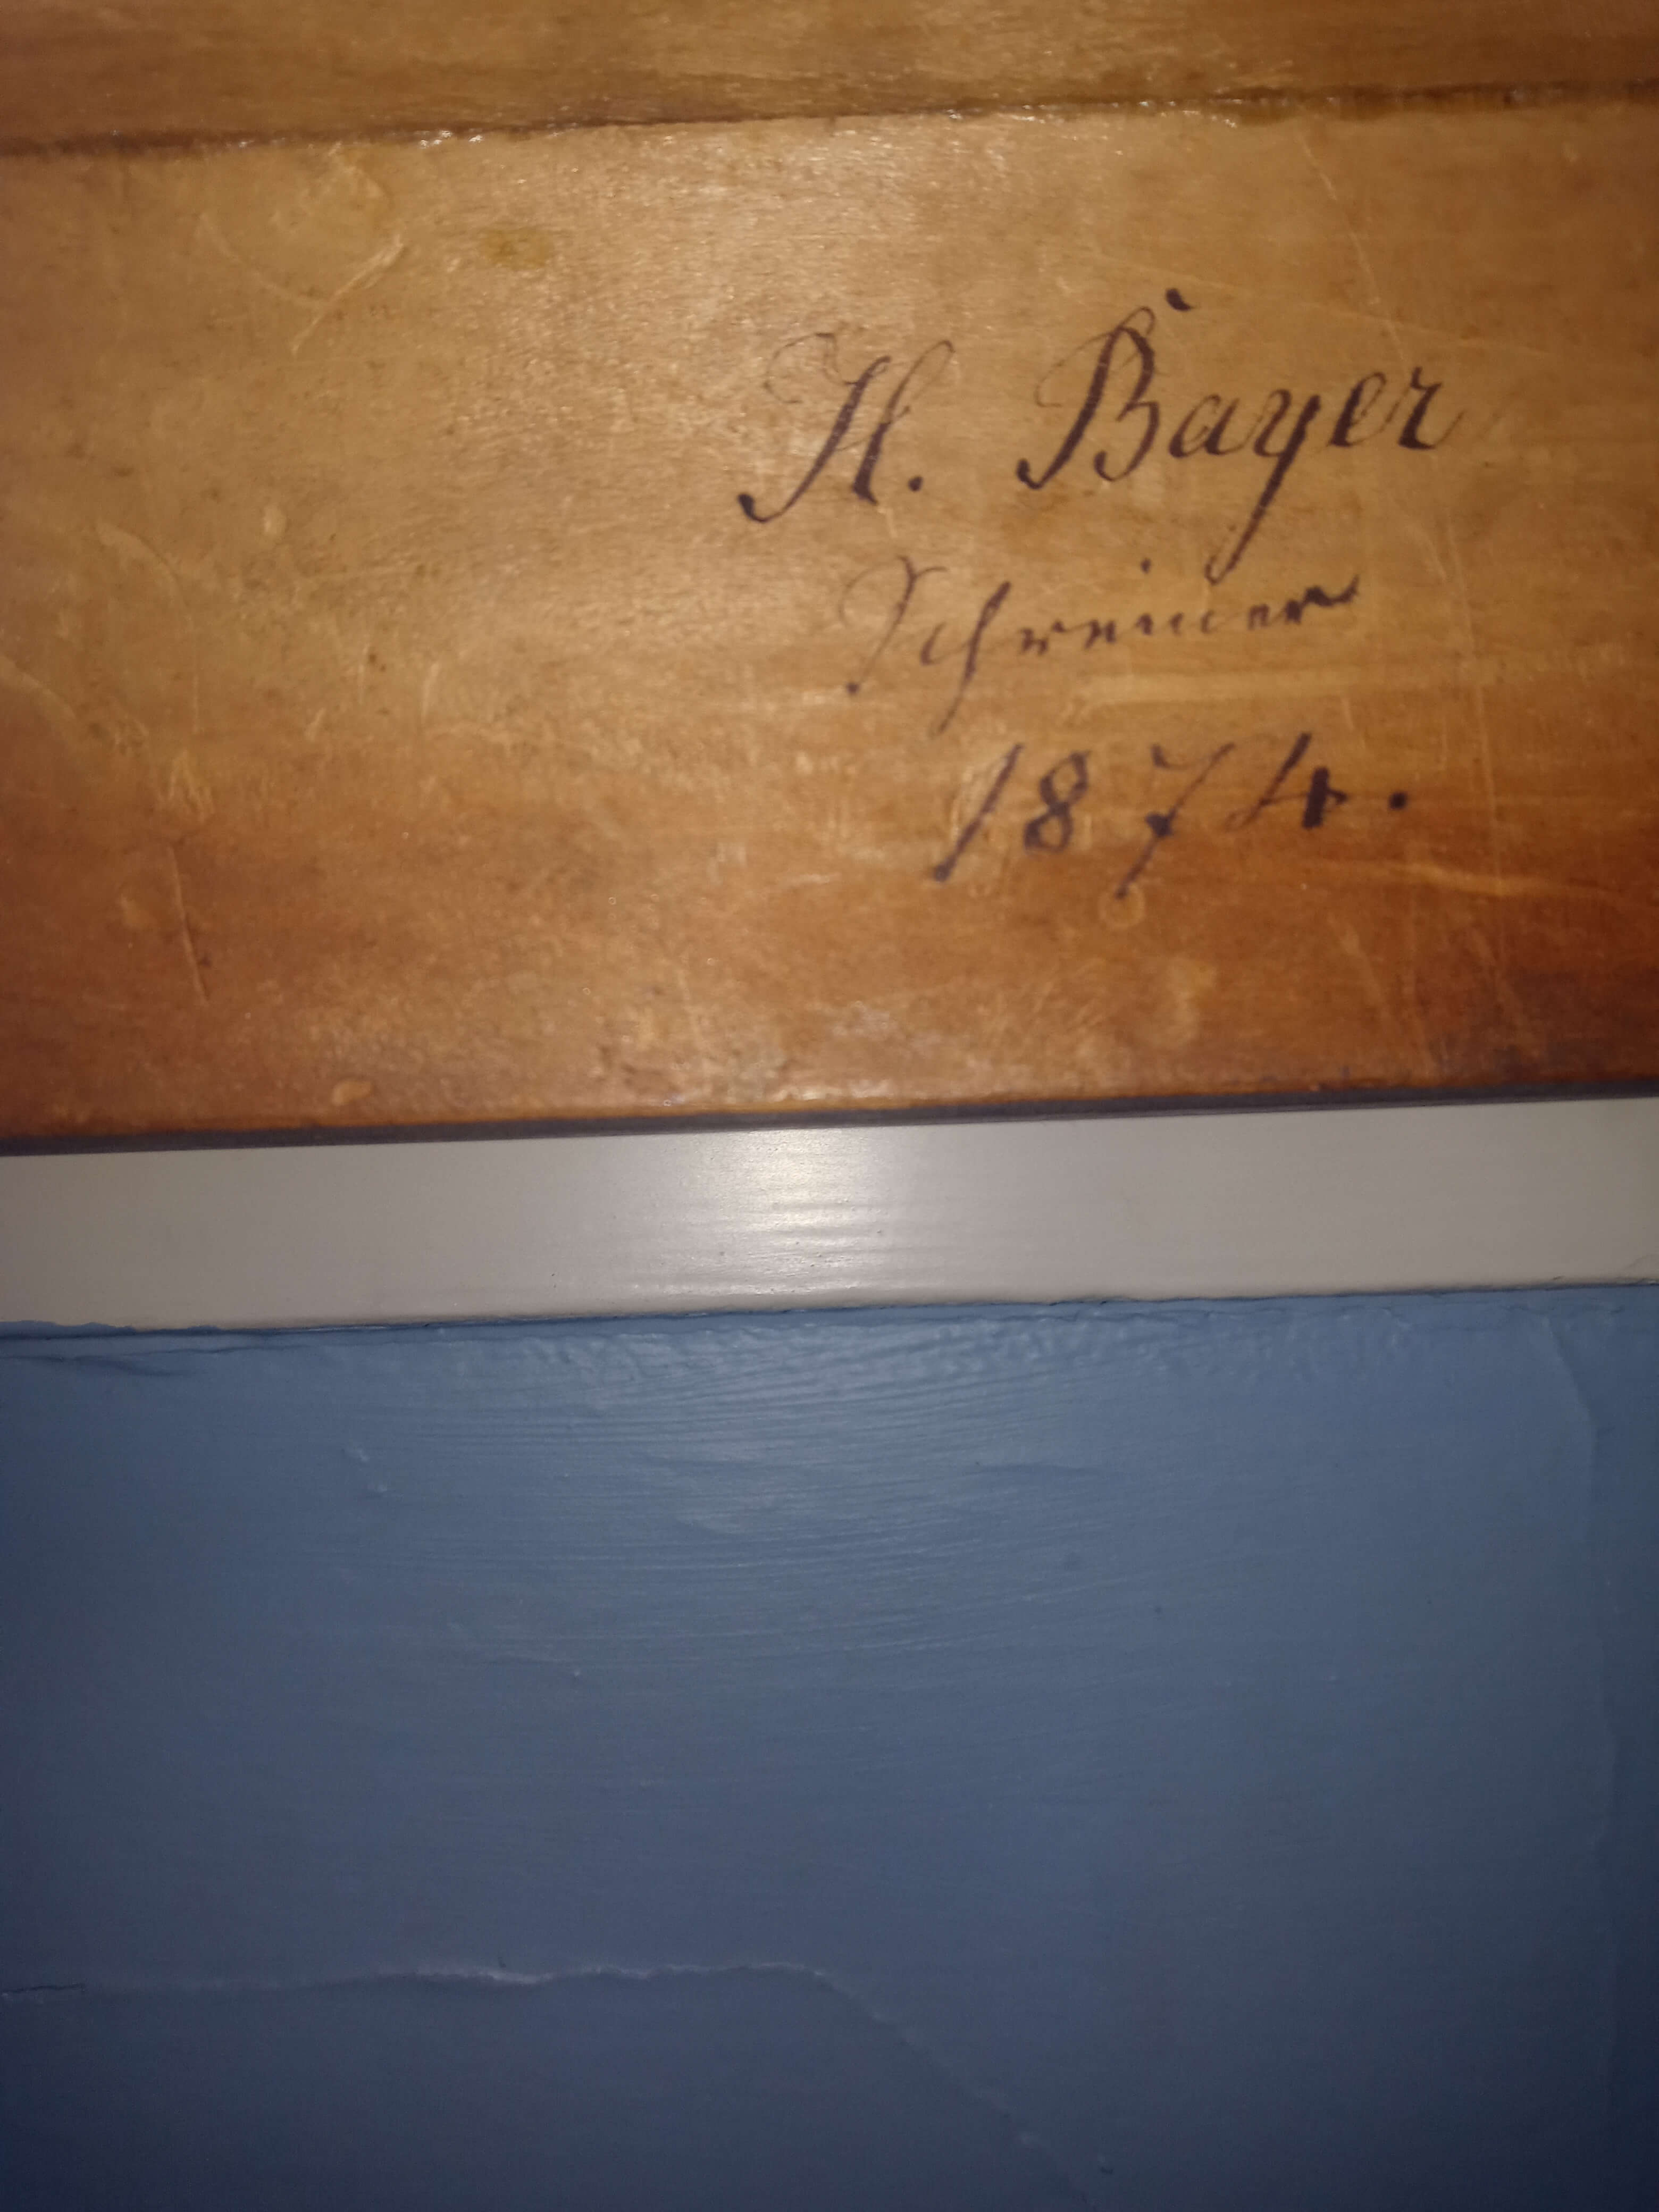 H. Bayer
Schreiner
1874.